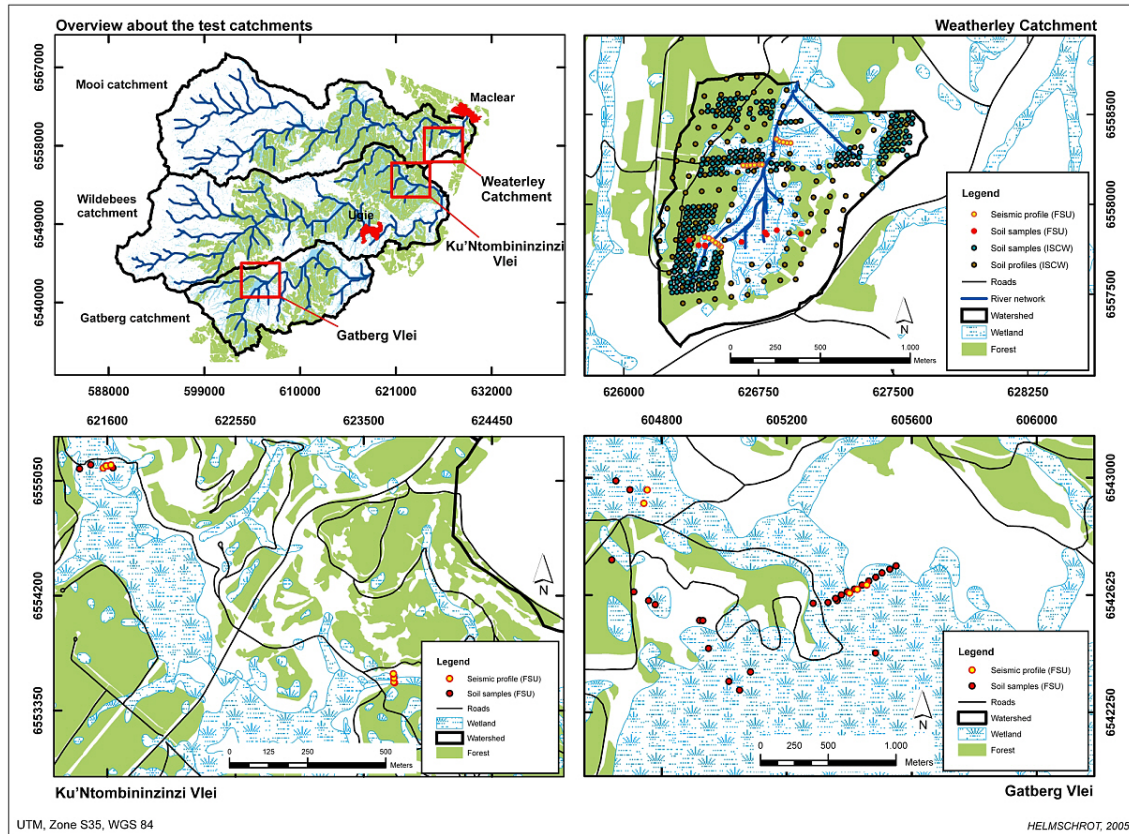 Overview about the test catchments
Weatherley Catchment
6567000
6558000
6549000
6540000
Mooi catchment
Maclear
Weaterley
Catchment
Wildebees
catchment
Ugie
Ku'Ntombininzinzi
Vlei
Gatberg catchment
Gatberg Vlei
588000
599000
610000
621000
632000
6558500
6558000
6557500
Legend
Seismic profile (FSU)
Soil samples (FSU)
Soil samples (ISCW)
Soil profiles (ISCW)
Roads
River network
Watershed
Wetland
Forest
N
0
250
500
1.000
Meters
626000
626750
627500
628250
621600
622550
623500
624450
6555050
6554200
6553350
N
Legend
Seismic profile (FSU)
Soil samples (FSU)
Roads
Wetland
Watershed
Forest
0
125
250
500
Meters
Ku'Ntombininzinzi Vlei
604800
605200
605600
606000
6543000
6542625
6542250
Legend
Seismic profile (FSU)
Soil samples (FSU)
Roads
Watershed
Wetland
Forest
N
0
250
500
1.000
Meters
Gatberg Vlei
UTM, Zone S35, WGS 84
HELMSCHROT, 2005